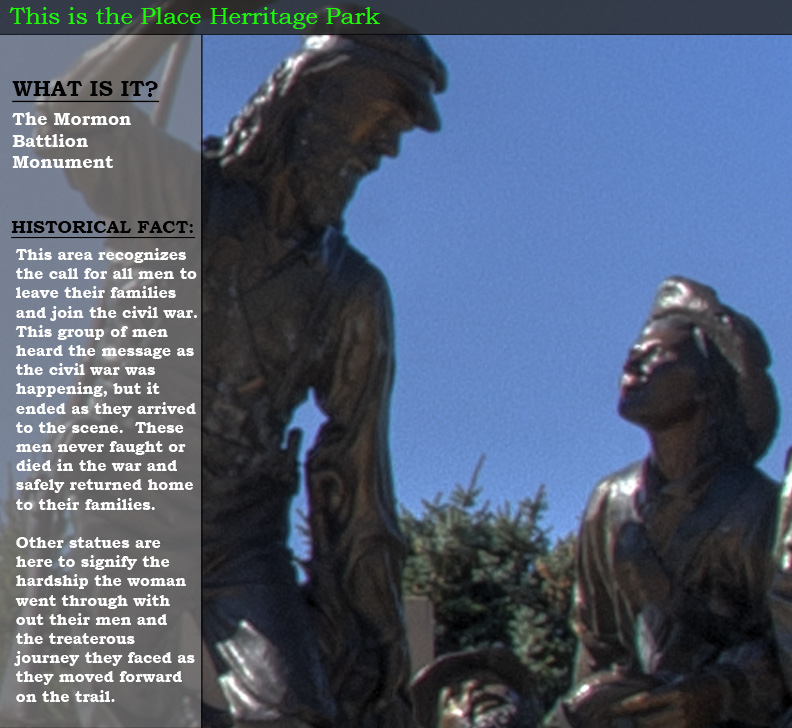 This is the Place Herritage Park
WHAT IS IT?
The Mormon
Battlion
Monument
HISTORICAL FACT:
This area recognizes
the call for all men to
leave their families
and join the civil war.
This group of men
heard the message as
the civil war was
happening, but it
ended as they arrived
to the scene. These
men never faught or
died in the war and
safely returned home
to their families.
Other statues are
here to signify the
hardship the woman
went through with
out their men and
the treaterous
journey they faced as
they moved forward
on the trail.